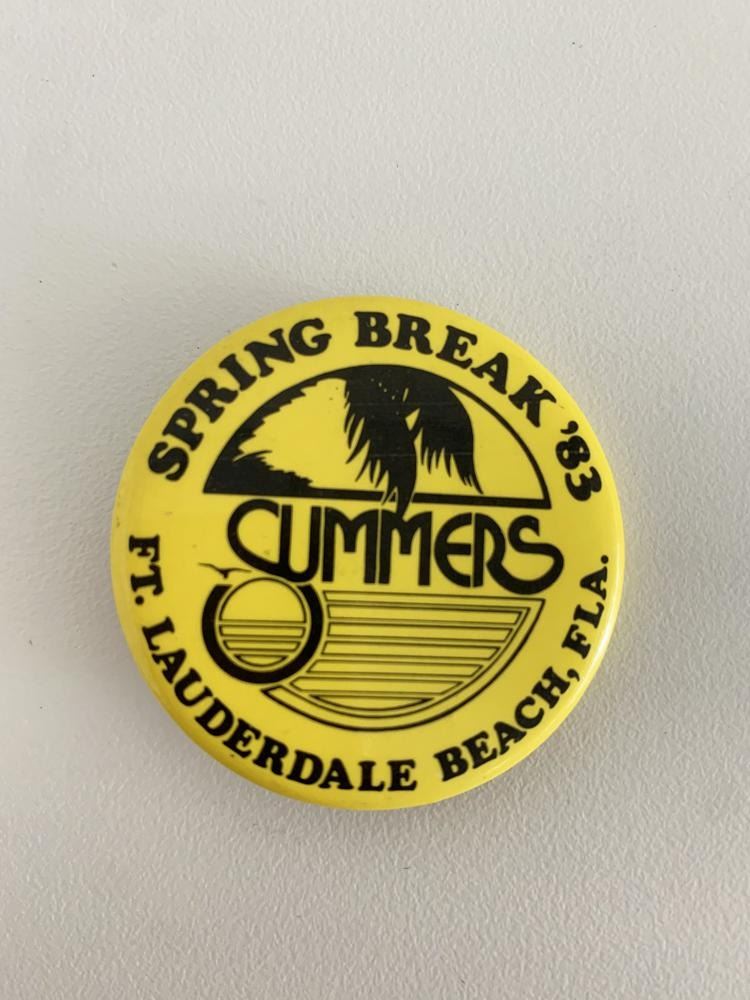 SPRING BREAK '83
SUMMERS
FT. LAUDERDALE BEACH, FLA.